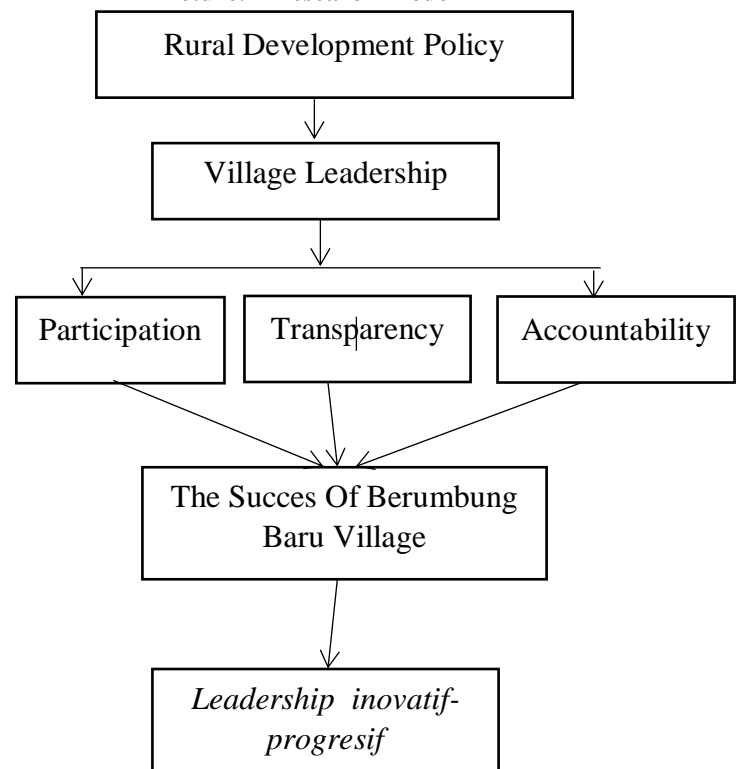 Rural Development Policy
Village Leadership
Participation
Transparency
Accountability
The Succes Of Berumbung
Baru Village
Leadership inovatif-
progresif